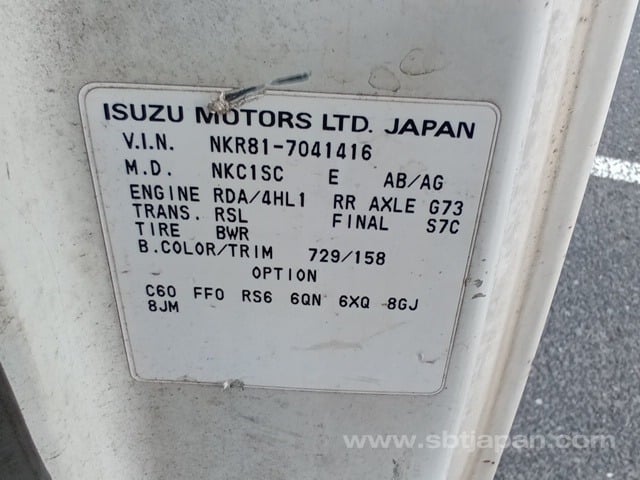 ISUZU MOTORS LTD. JAPAN
V.I.N. NKR81-7041416
M.D. NKC1SC E AB/AG
ENGINE RDA/4HL1 RR AXLE G73
TRANS. RSL FINAL S7C
TIRE BWR
B.COLOR/TRIM 729/158
OPTION
C60 FF0 RS6 6QN 6XQ 8GJ
8JM
www.sbtjapan.com